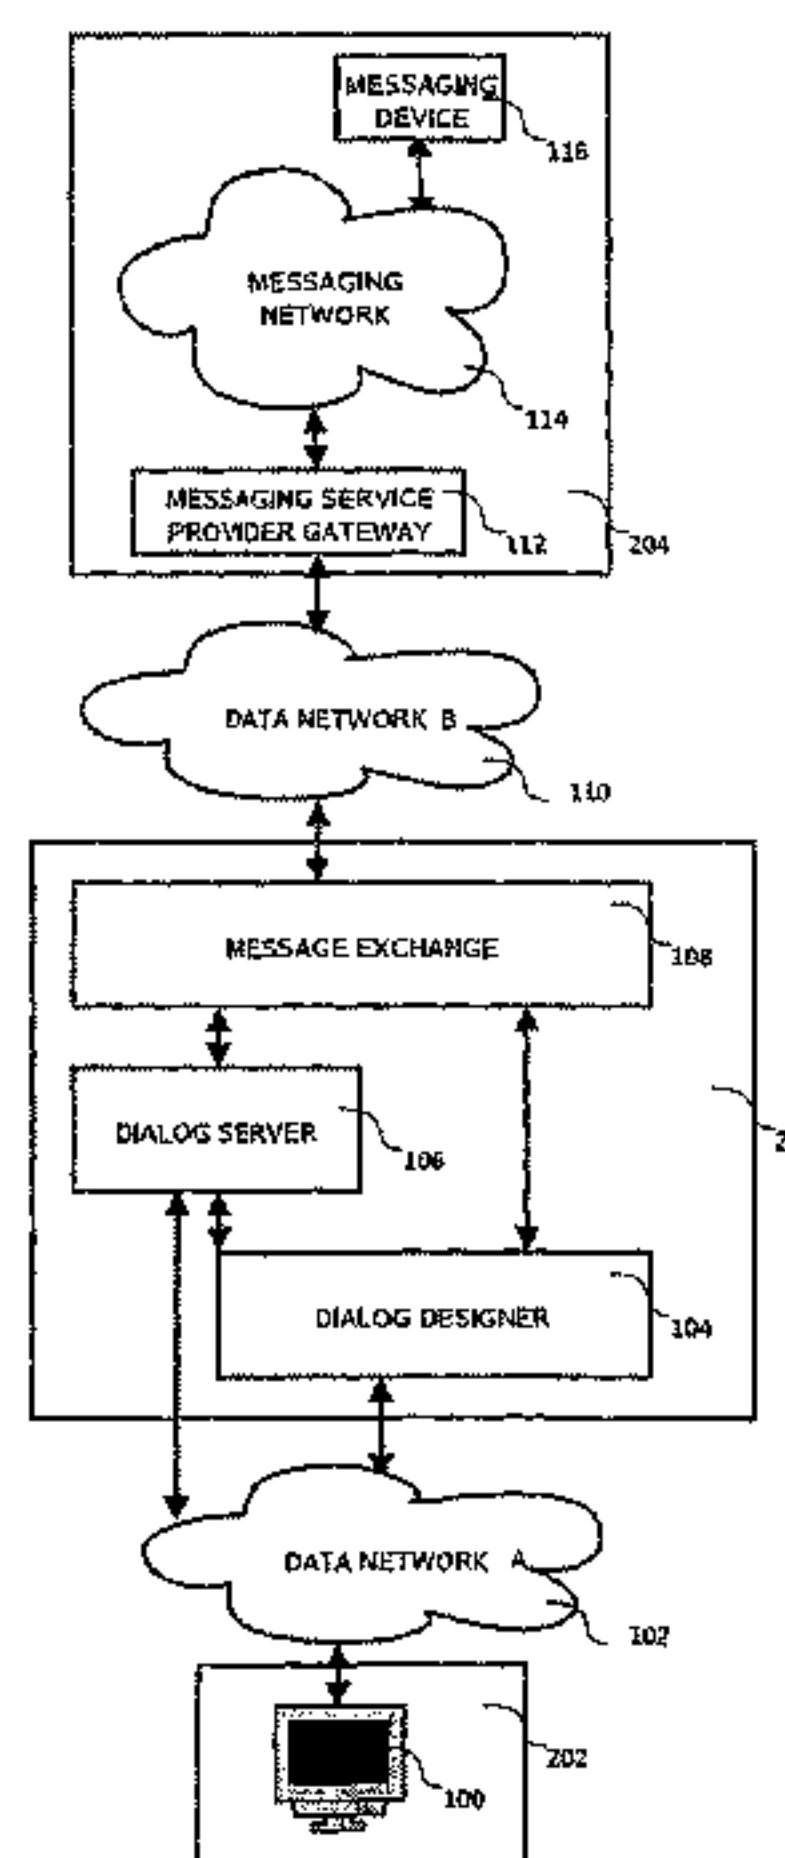 MESSAGING
DEVICE
116
MESSAGING
NETWORK
114
MESSAGING SERVICE
PROVIDER GATEWAY
112
204
DATA NETWORK B
110
MESSAGE EXCHANGE
108
DIALOG SERVER
106
2
DIALOG DESIGNER
104
DATA NETWORK A
102
202
100